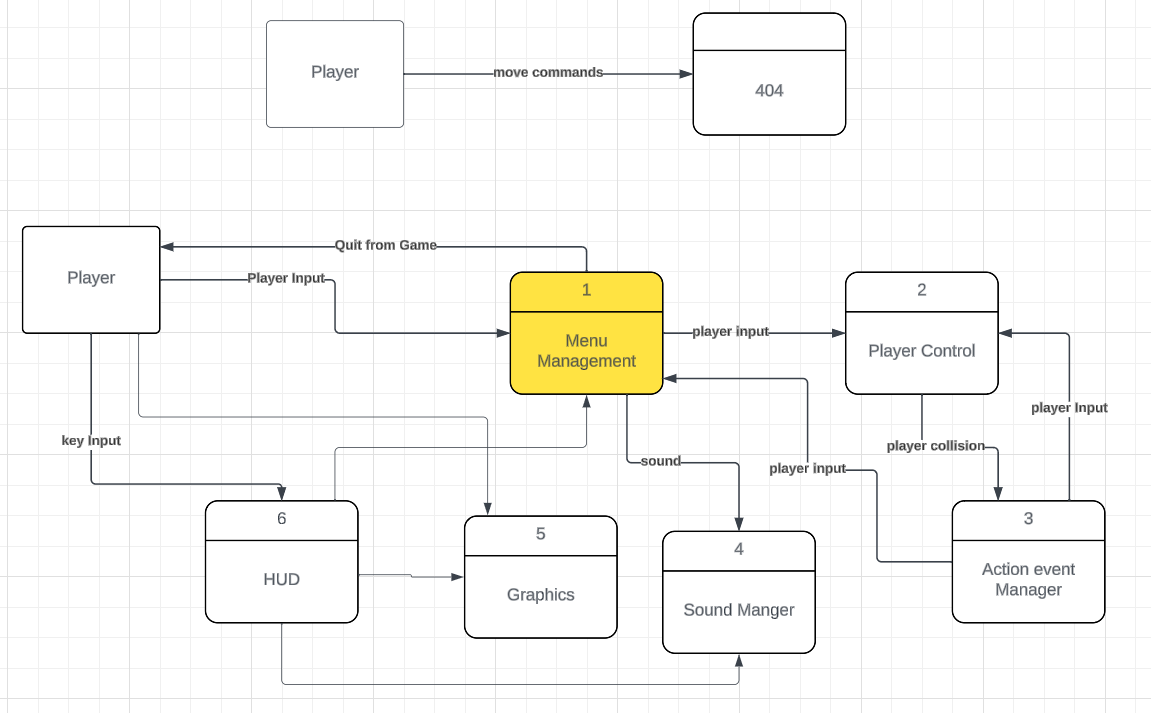 Player
move commands
404
Player
Quit from Game
Player Input
1
Menu
Management
player input
2
Player Control
player Input
key Input
sound
player input
player collision
6
HUD
5
Graphics
4
Sound Manger
3
Action event
Manager